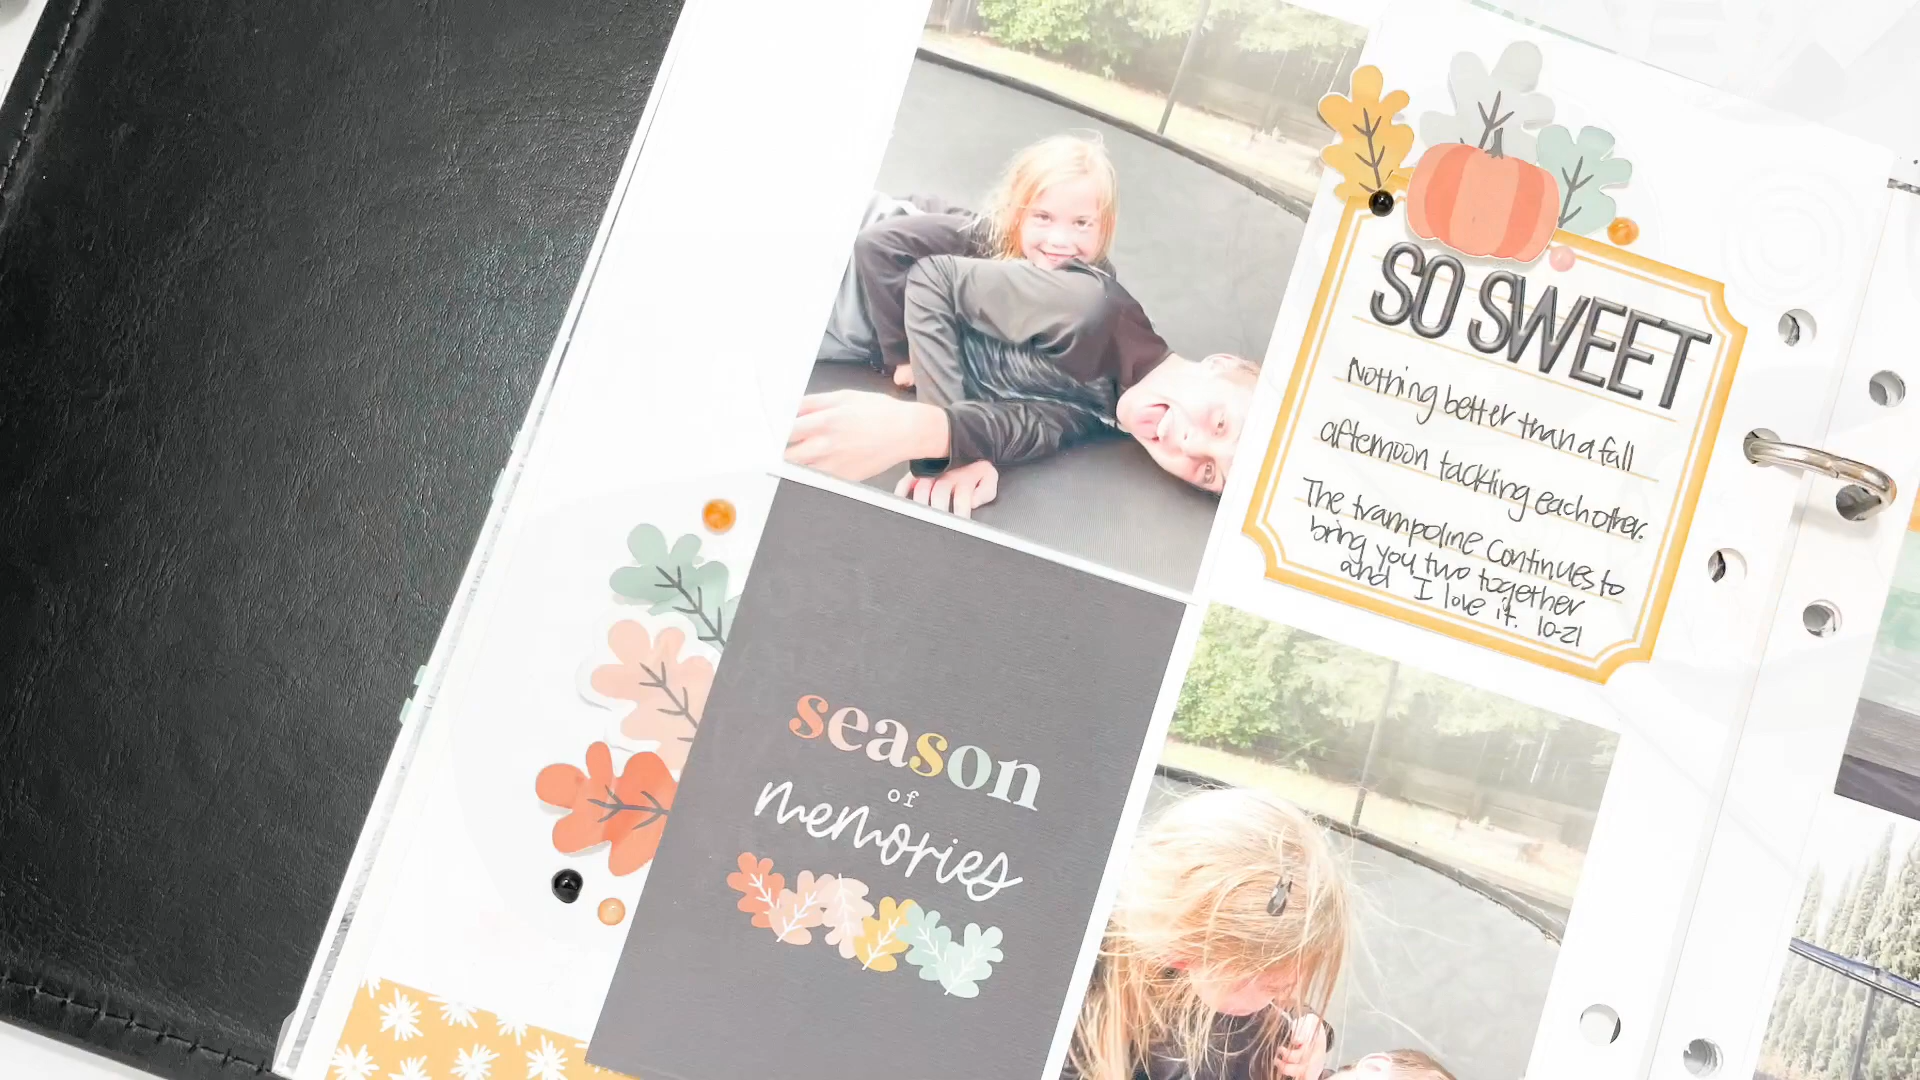 SO SWEET
Nothing better than a fall
afternoon tackling each other.
The trampoline continues to
bring you two together
and I love it. 10-21
season
of
memories